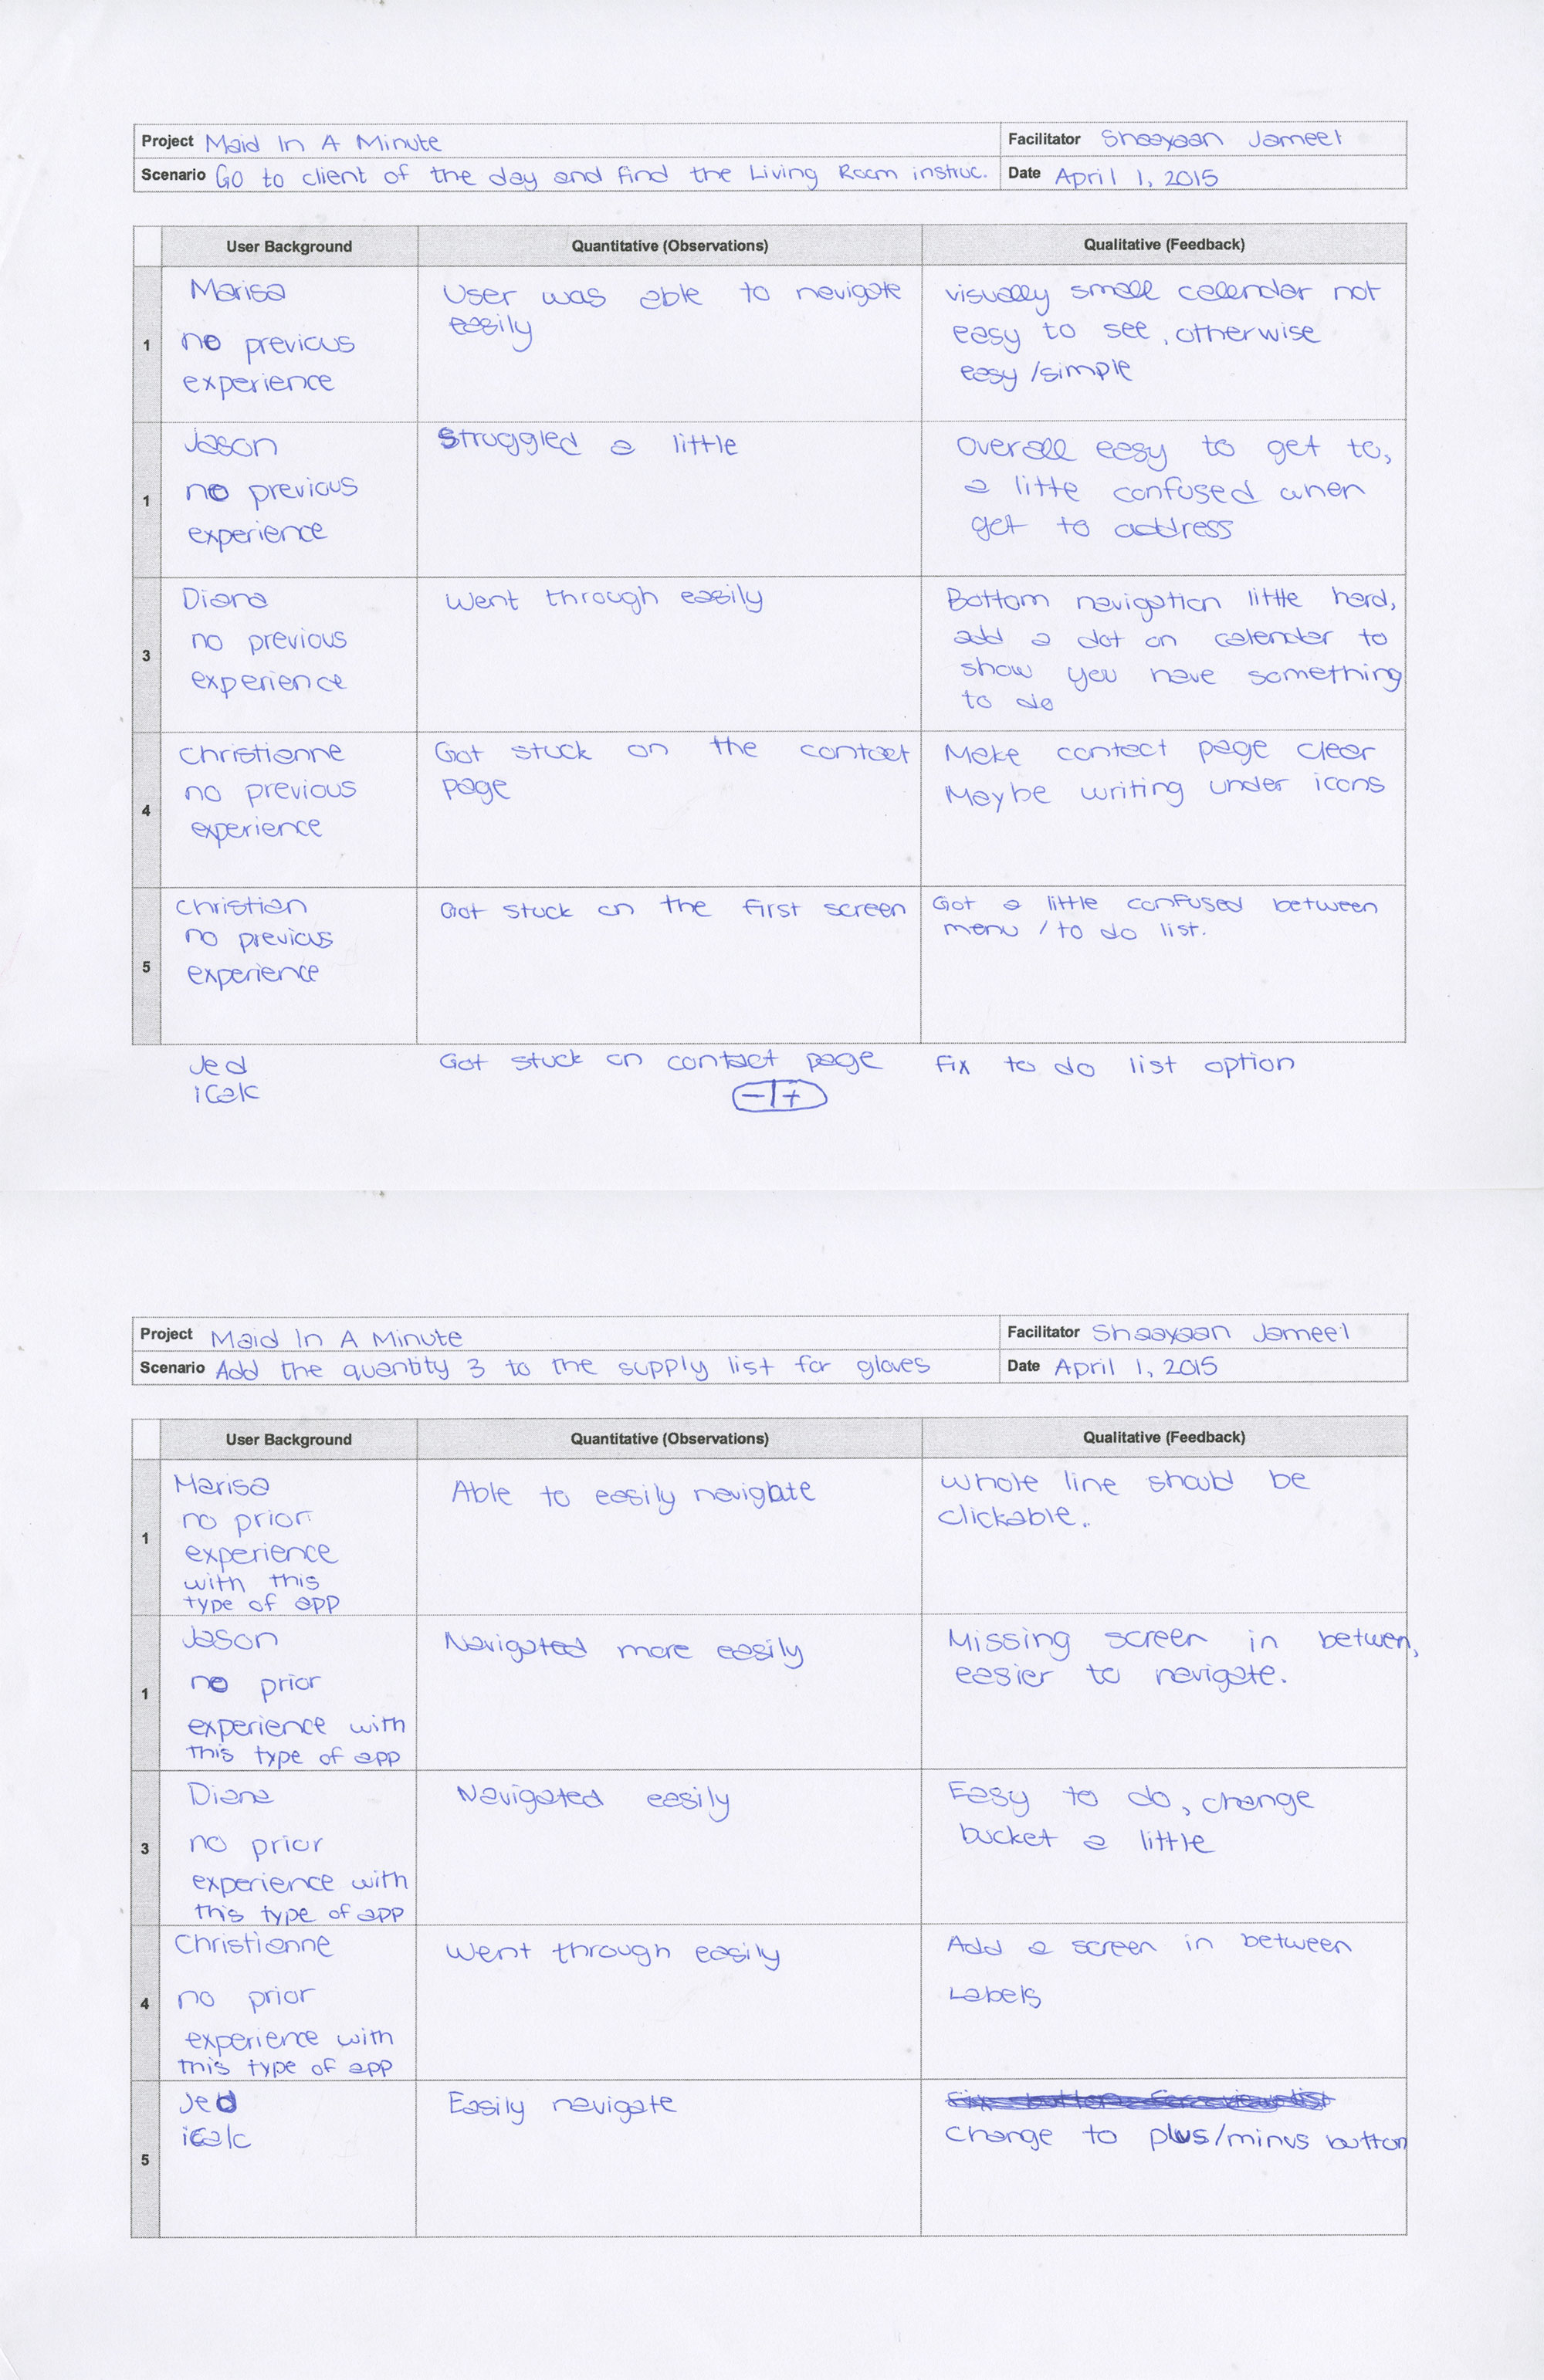 Project Maid In A Minute
Facilitator Shaayaan Jameel
Scenario Go to client of the day and find the Living Room instruc.
Date April 1, 2015
User Background
Quantitative (Observations)
Qualitative (Feedback)
1
Marisa
no previous
experience
User was able to navigate
easily
visually small calendar not
easy to see, otherwise
easy/simple
1
Jason
no previous
experience
Struggled a little
Overall easy to get to,
a little confused when
get to address
3
Diana
no previous
experience
Went through easily
Bottom navigation little hard,
add a dot on calender to
show you have something
to do
4
Christianne
no previous
experience
Got stuck on the contact
page
Make contact page clear
Maybe writing under icons
5
Christian
no previous
experience
Got stuck on the first screen
Got a little confused between
menu / to do list.
Jed
iCalc
Got stuck on contact page
-|+
Fix to do list option
Project Maid In A Minute
Facilitator Shaayaan Jameel
Scenario Add the quantity 3 to the supply list for gloves
Date April 1, 2015
User Background
Quantitative (Observations)
Qualitative (Feedback)
1
Marisa
no prior
experience
with this
type of app
Able to easily navigate
Whole line should be
clickable.
1
Jason
no prior
experience with
this type of app
Navigated more easily
Missing screen in betwen,
easier to navigate.
3
Diana
no prior
experience with
this type of app
Navigated easily
Easy to do, change
bucket a little
4
Christianne
no prior
experience with
this type of app
Went through easily
Add a screen in between
Labels
5
Jed
iCalc
Easily navigate
Change to plus/minus button